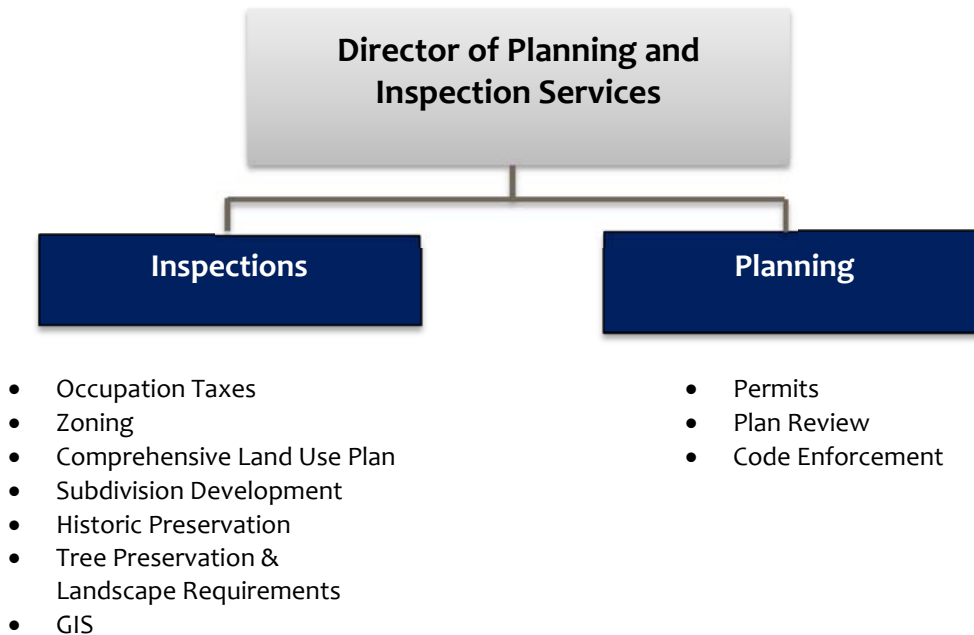 Director of Planning and
Inspection Services
Inspections
Planning
• Occupation Taxes
• Zoning
• Comprehensive Land Use Plan
• Subdivision Development
• Historic Preservation
• Tree Preservation &
Landscape Requirements
• GIS
• Permits
• Plan Review
• Code Enforcement